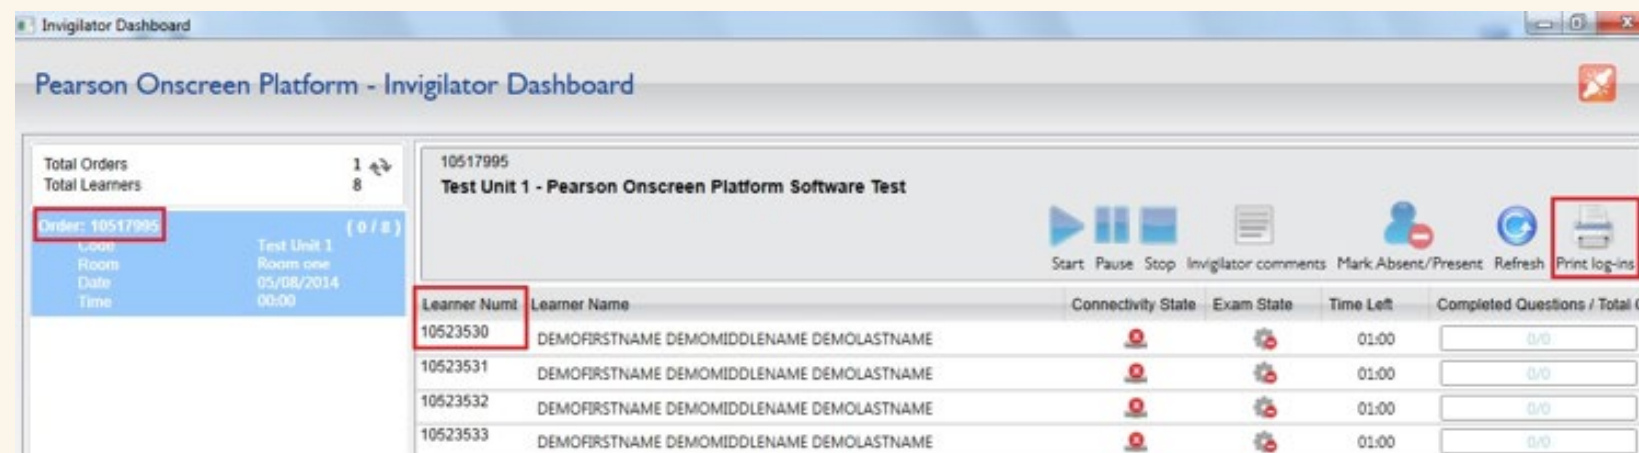 Invigilator Dashboard
Pearson Onscreen Platform - Invigilator Dashboard
Total Orders 1
Total Learners 8
Order: 10517995 ( 0 / 8 )
Code Test Unit 1
Room Room one
Date 05/08/2014
Time 00:00
10517995
Test Unit 1 - Pearson Onscreen Platform Software Test
Start Pause Stop Invigilator comments Mark Absent/Present Refresh Print log-ins
Learner Numb Learner Name Connectivity State Exam State Time Left Completed Questions / Total
10523530 DEMOFIRSTNAME DEMOMIDDLENAME DEMOLASTNAME 01:00 0/0
10523531 DEMOFIRSTNAME DEMOMIDDLENAME DEMOLASTNAME 01:00 0/0
10523532 DEMOFIRSTNAME DEMOMIDDLENAME DEMOLASTNAME 01:00 0/0
10523533 DEMOFIRSTNAME DEMOMIDDLENAME DEMOLASTNAME 01:00 0/0